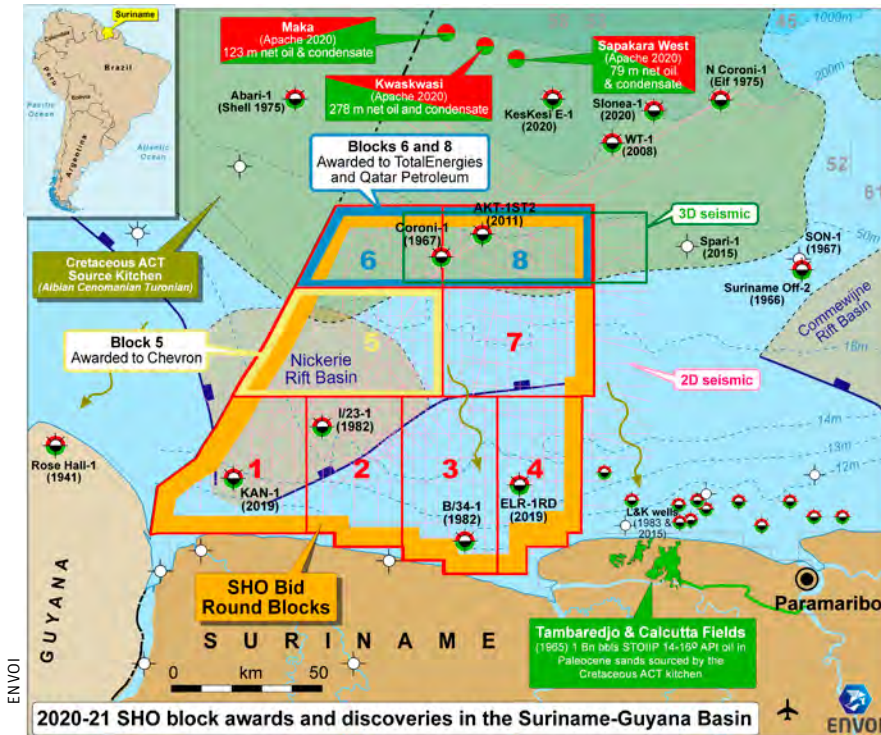 Suriname
Colombia
Peru
Brazil
Bolivia
Argentina
Pacific
Ocean
Atlantic
Ocean
Maka
(Apache 2020)
123 m net oil & condensate
Kwaskwasi
(Apache 2020)
278 m net oil and condensate
Sapakara West
(Apache 2020)
79 m net oil
& condensate
N Coroni-1
(Elf 1975)
1000m
200m
Abari-1
(Shell 1975)
KesKesi E-1
(2020)
Slonea-1
(2020)
WT-1
(2008)
52
61
Blocks 6 and 8
Awarded to TotalEnergies
and Qatar Petroleum
3D seismic
AKT-1ST2
(2011)
Coroni-1
(1967)
6
8
50m
SON-1
(1967)
Spari-1
(2015)
Suriname Off-2
(1966)
Cretaceous ACT
Source Kitchen
(Albian Cenomanian Turonian)
Commewijne
Rift Basin
Block 5
Awarded to Chevron
5
7
Nickerie
Rift Basin
16m
2D seismic
I/23-1
(1982)
14m
13m
12m
Rose Hall-1
(1941)
!
1
2
3
4
KAN-1
(2019)
B/34-1
(1982)
ELR-1RD
(2019)
L&K wells
(1983 &
2015)
SHO Bid
Round Blocks
Paramaribo
GUYANA
SURINAME
Tambaredjo & Calcutta Fields
(1965) 1 Bn bbls STOIIP 14-16º API oil in
Paleocene sands sourced by the
Cretaceous ACT kitchen
0 km 50
ENVOI
2020-21 SHO block awards and discoveries in the Suriname-Guyana Basin
ENVOI